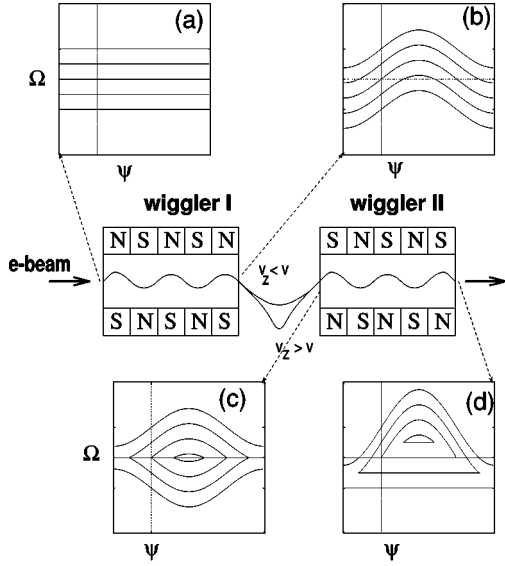 (a)
(b)
Ω
ψ
ψ
wiggler I
wiggler II
N S N S N
S N S N S
e-beam
v_z < v
S N S N S
N S N S N
v_z > v
(c)
(d)
Ω
ψ
ψ